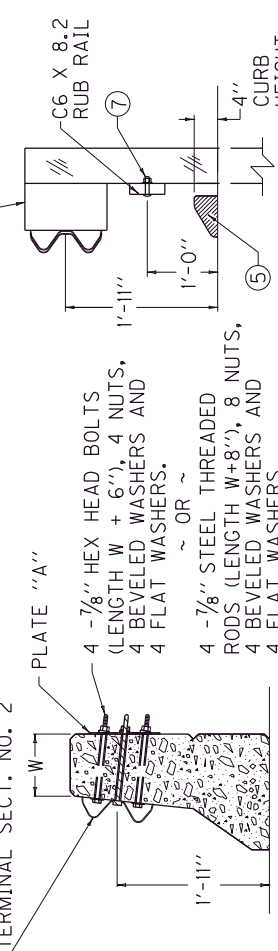 TERMINAL SECT. NO. 2
PLATE "A"
W
4 -7/8" HEX HEAD BOLTS
(LENGTH W + 6"), 4 NUTS,
4 BEVELED WASHERS AND
4 FLAT WASHERS.
~ OR ~
4 -7/8" STEEL THREADED
RODS (LENGTH W+8"), 8 NUTS,
4 BEVELED WASHERS AND
4 FLAT WASHERS
1'-11"
C6 X 8.2
RUB RAIL
7
1'-11"
1'-0"
4"
CURB
HEIGHT
5